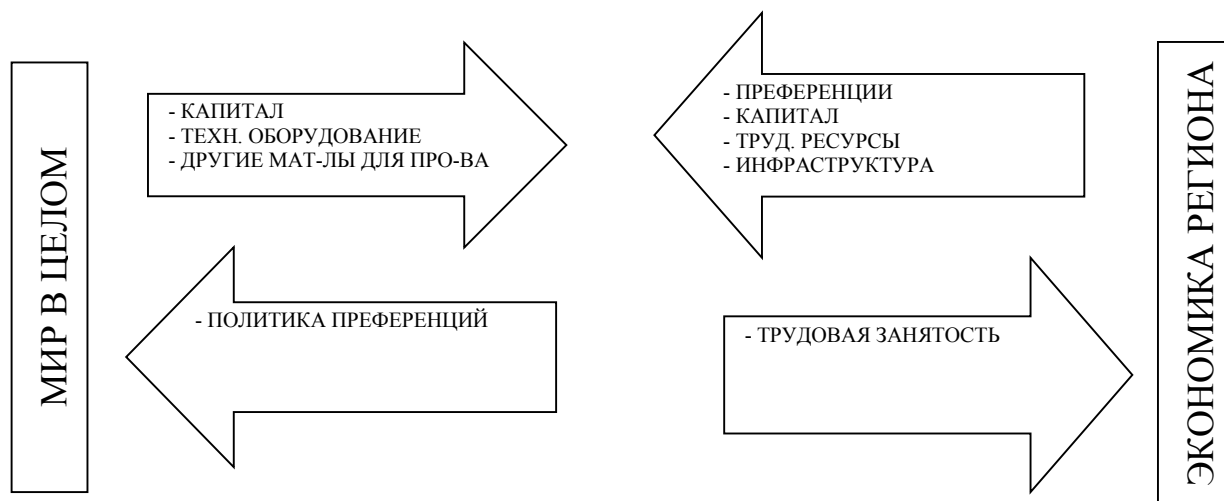 МИР В ЦЕЛОМ
- КАПИТАЛ
- ТЕХН. ОБОРУДОВАНИЕ
- ДРУГИЕ МАТ-ЛЫ ДЛЯ ПРО-ВА
- ПРЕФЕРЕНЦИИ
- КАПИТАЛ
- ТРУД. РЕСУРСЫ
- ИНФРАСТРУКТУРА
- ПОЛИТИКА ПРЕФЕРЕНЦИЙ
- ТРУДОВАЯ ЗАНЯТОСТЬ
ЭКОНОМИКА РЕГИОНА